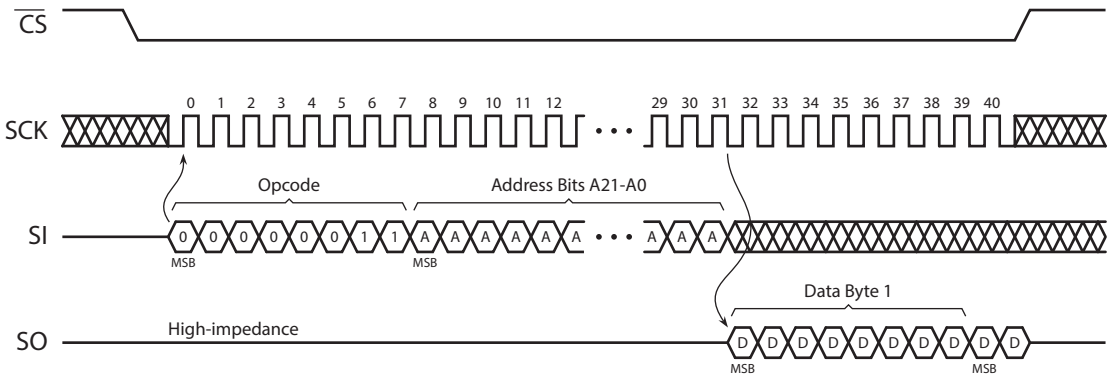 CS
0 1 2 3 4 5 6 7 8 9 10 11 12 29 30 31 32 33 34 35 36 37 38 39 40
SCK
Opcode Address Bits A21-A0
SI 0 0 0 0 0 0 1 1 A A A A A A A A A
MSB MSB
Data Byte 1
High-impedance
SO D D D D D D D D D D
MSB MSB